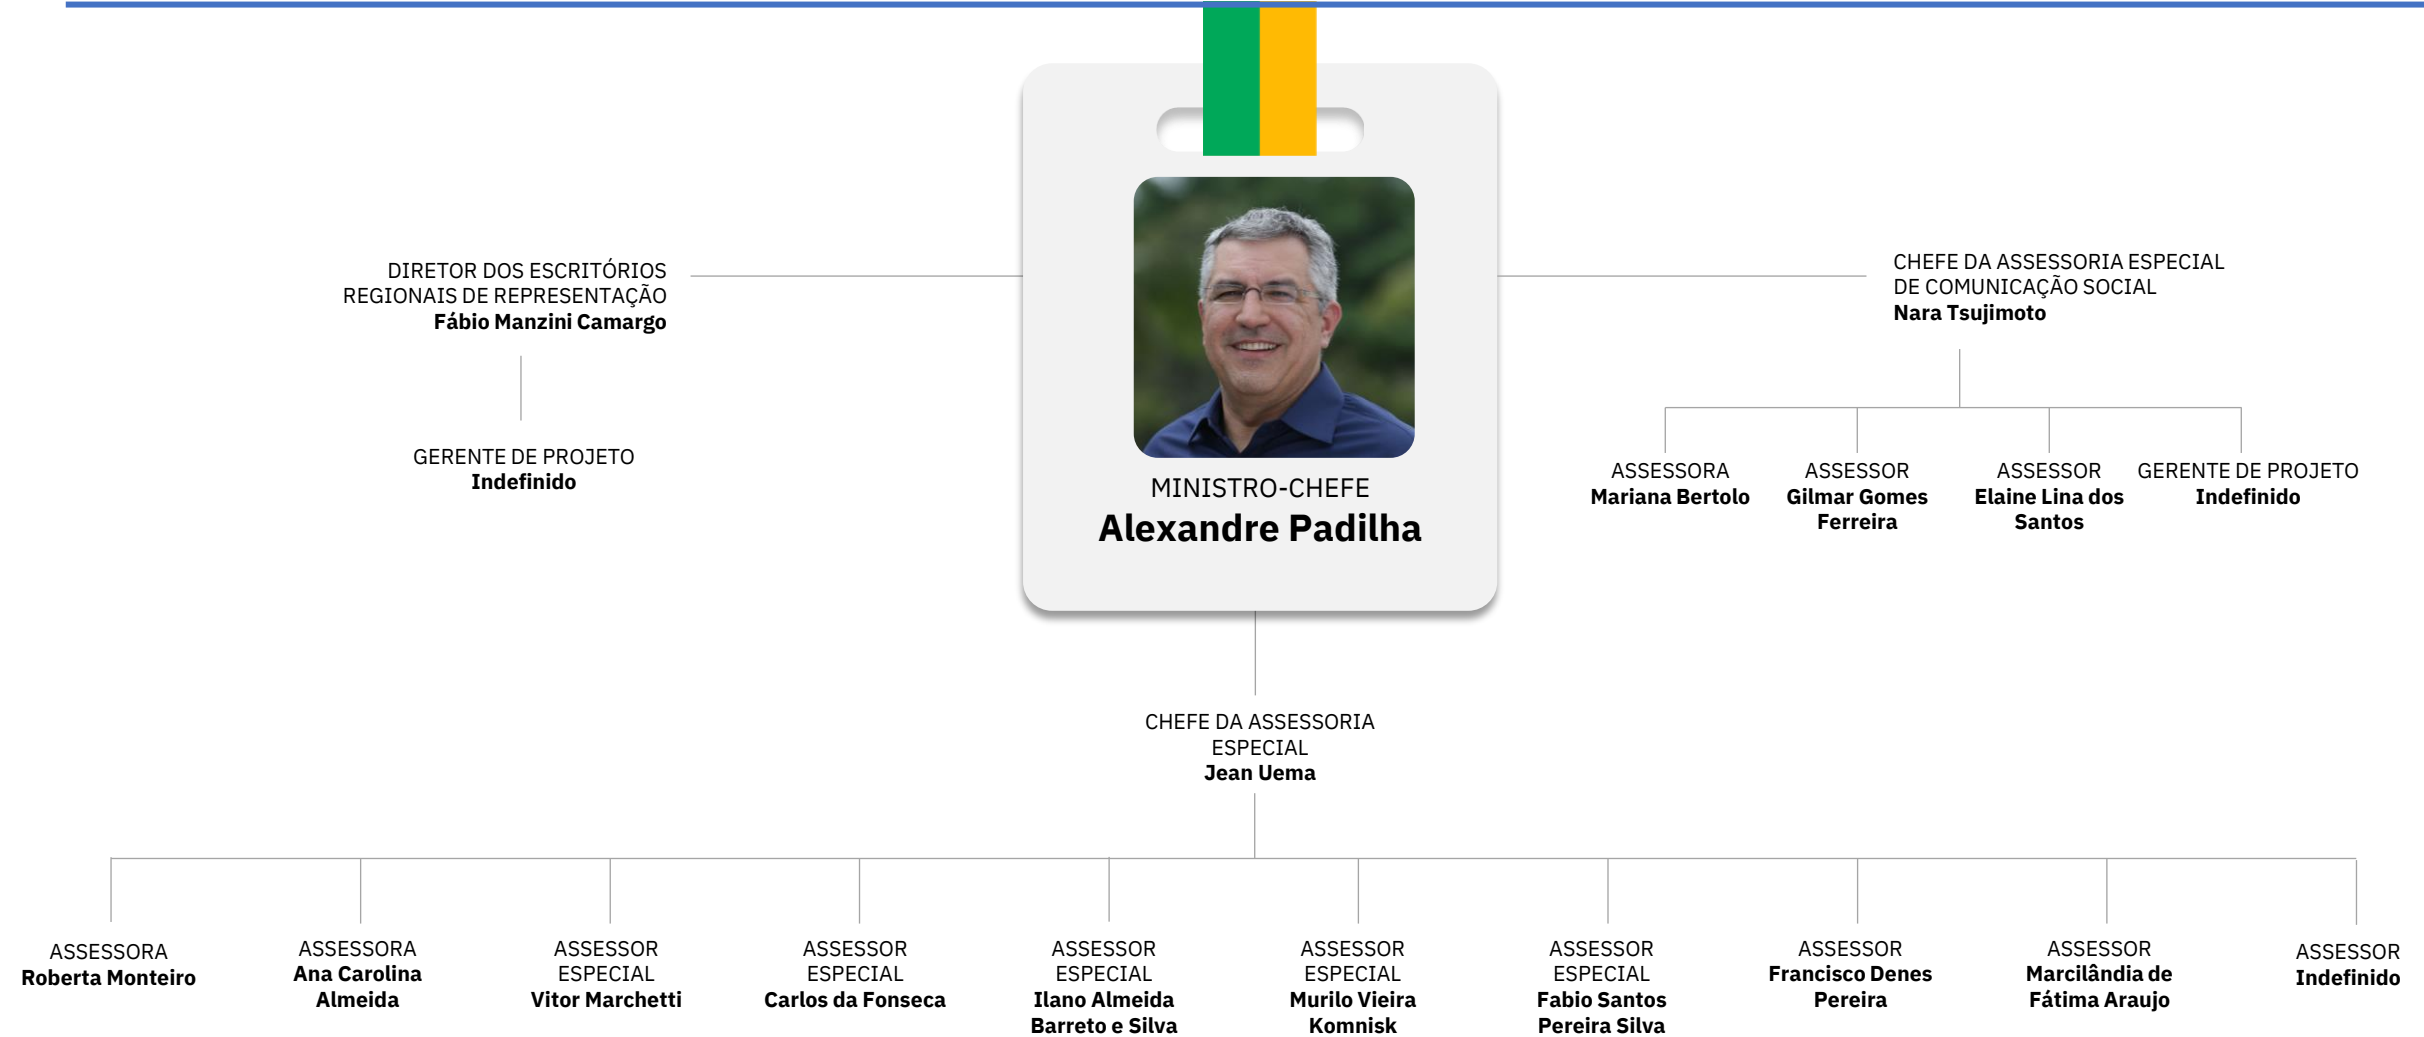 DIRETOR DOS ESCRITÓRIOS
REGIONAIS DE REPRESENTAÇÃO
Fábio Manzini Camargo
GERENTE DE PROJETO
Indefinido
MINISTRO-CHEFE
Alexandre Padilha
CHEFE DA ASSESSORIA ESPECIAL
DE COMUNICAÇÃO SOCIAL
Nara Tsujimoto
ASSESSORA
Mariana Bertolo
ASSESSOR
Gilmar Gomes
Ferreira
ASSESSOR
Elaine Lina dos
Santos
GERENTE DE PROJETO
Indefinido
CHEFE DA ASSESSORIA
ESPECIAL
Jean Uema
ASSESSORA
Roberta Monteiro
ASSESSORA
Ana Carolina
Almeida
ASSESSOR
ESPECIAL
Vitor Marchetti
ASSESSOR
ESPECIAL
Carlos da Fonseca
ASSESSOR
ESPECIAL
Ilano Almeida
Barreto e Silva
ASSESSOR
ESPECIAL
Murilo Vieira
Komnisk
ASSESSOR
ESPECIAL
Fabio Santos
Pereira Silva
ASSESSOR
Francisco Denes
Pereira
ASSESSOR
Marcilândia de
Fátima Araujo
ASSESSOR
Indefinido